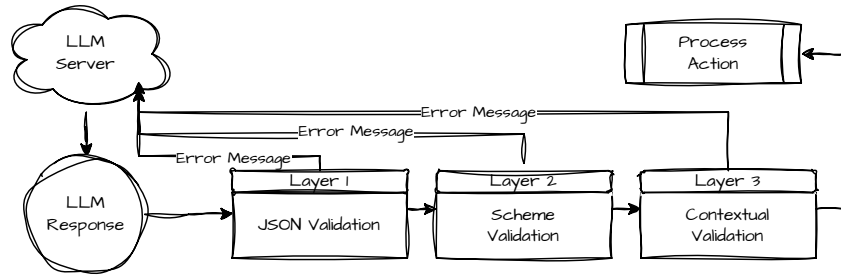 LLM
Server
Process
Action
Error Message
Error Message
Error Message
Layer 1
Layer 2
Layer 3
LLM
Response
JSON Validation
Scheme
Validation
Contextual
Validation